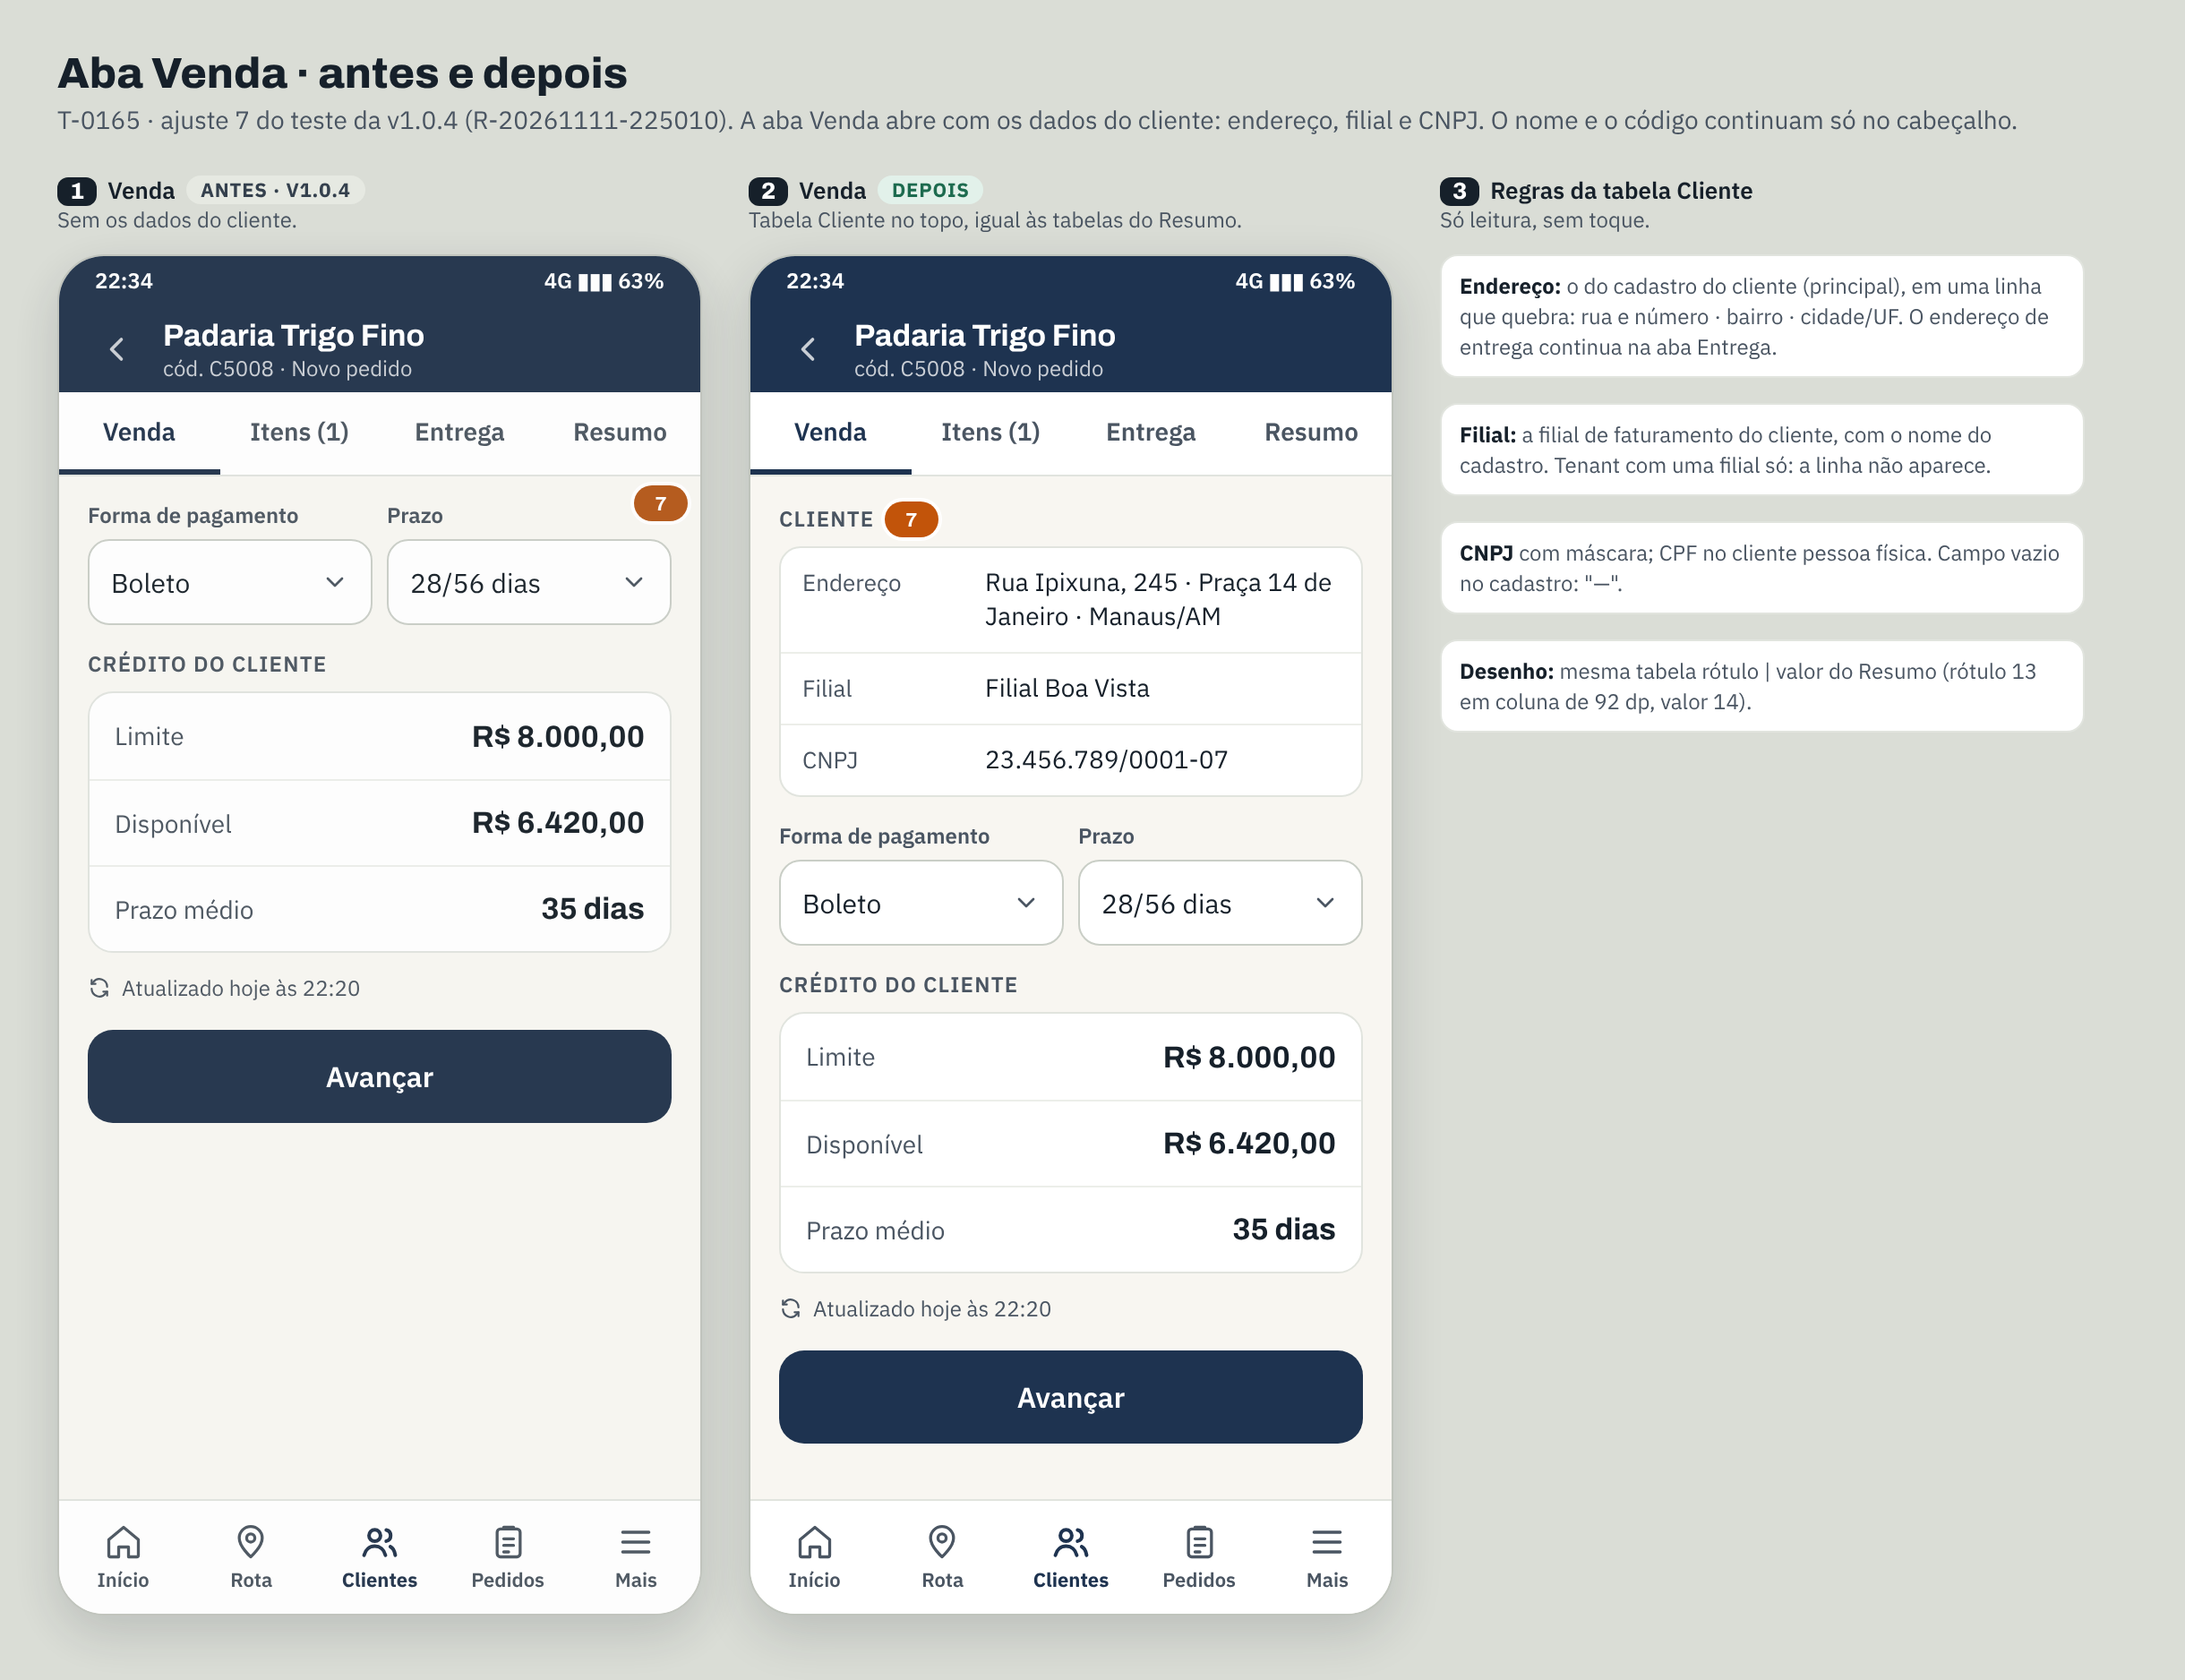 Aba Venda · antes e depois
T-0165 · ajuste 7 do teste da v1.0.4 (R-20261111-225010). A aba Venda abre com os dados do cliente: endereço, filial e CNPJ. O nome e o código continuam só no cabeçalho.
1 Venda ANTES · V1.0.4
Sem os dados do cliente.
22:34 4G 63%
Padaria Trigo Fino
cód. C5008 · Novo pedido
Venda Itens (1) Entrega Resumo
7
Forma de pagamento Prazo
Boleto 28/56 dias
CRÉDITO DO CLIENTE
Limite R$ 8.000,00
Disponível R$ 6.420,00
Prazo médio 35 dias
Atualizado hoje às 22:20
Avançar
Início Rota Clientes Pedidos Mais
2 Venda DEPOIS
Tabela Cliente no topo, igual às tabelas do Resumo.
22:34 4G 63%
Padaria Trigo Fino
cód. C5008 · Novo pedido
Venda Itens (1) Entrega Resumo
CLIENTE 7
Endereço Rua Ipixuna, 245 · Praça 14 de
Janeiro · Manaus/AM
Filial Filial Boa Vista
CNPJ 23.456.789/0001-07
Forma de pagamento Prazo
Boleto 28/56 dias
CRÉDITO DO CLIENTE
Limite R$ 8.000,00
Disponível R$ 6.420,00
Prazo médio 35 dias
Atualizado hoje às 22:20
Avançar
Início Rota Clientes Pedidos Mais
3 Regras da tabela Cliente
Só leitura, sem toque.
Endereço: o do cadastro do cliente (principal), em uma linha
que quebra: rua e número · bairro · cidade/UF. O endereço de
entrega continua na aba Entrega.
Filial: a filial de faturamento do cliente, com o nome do
cadastro. Tenant com uma filial só: a linha não aparece.
CNPJ com máscara; CPF no cliente pessoa física. Campo vazio
no cadastro: "—".
Desenho: mesma tabela rótulo | valor do Resumo (rótulo 13
em coluna de 92 dp, valor 14).